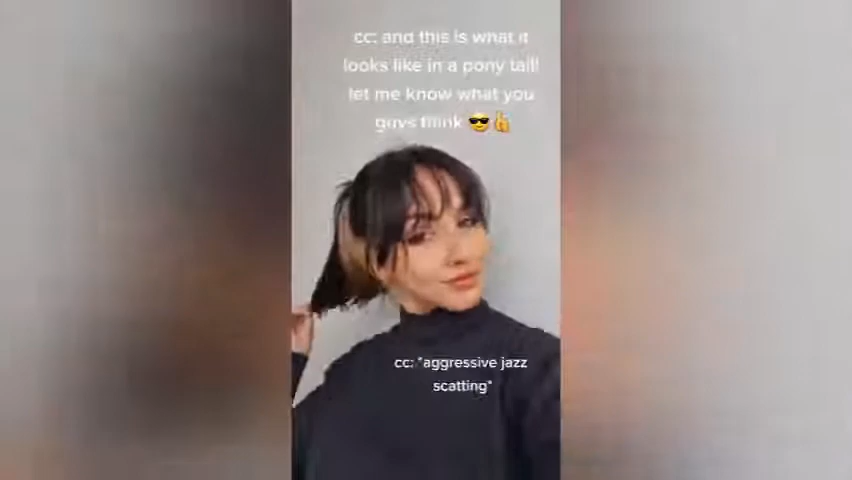 cc: and this is what it
looks like in a pony tail!
let me know what you
guys think 😎👌
cc: *aggressive jazz
scatting*